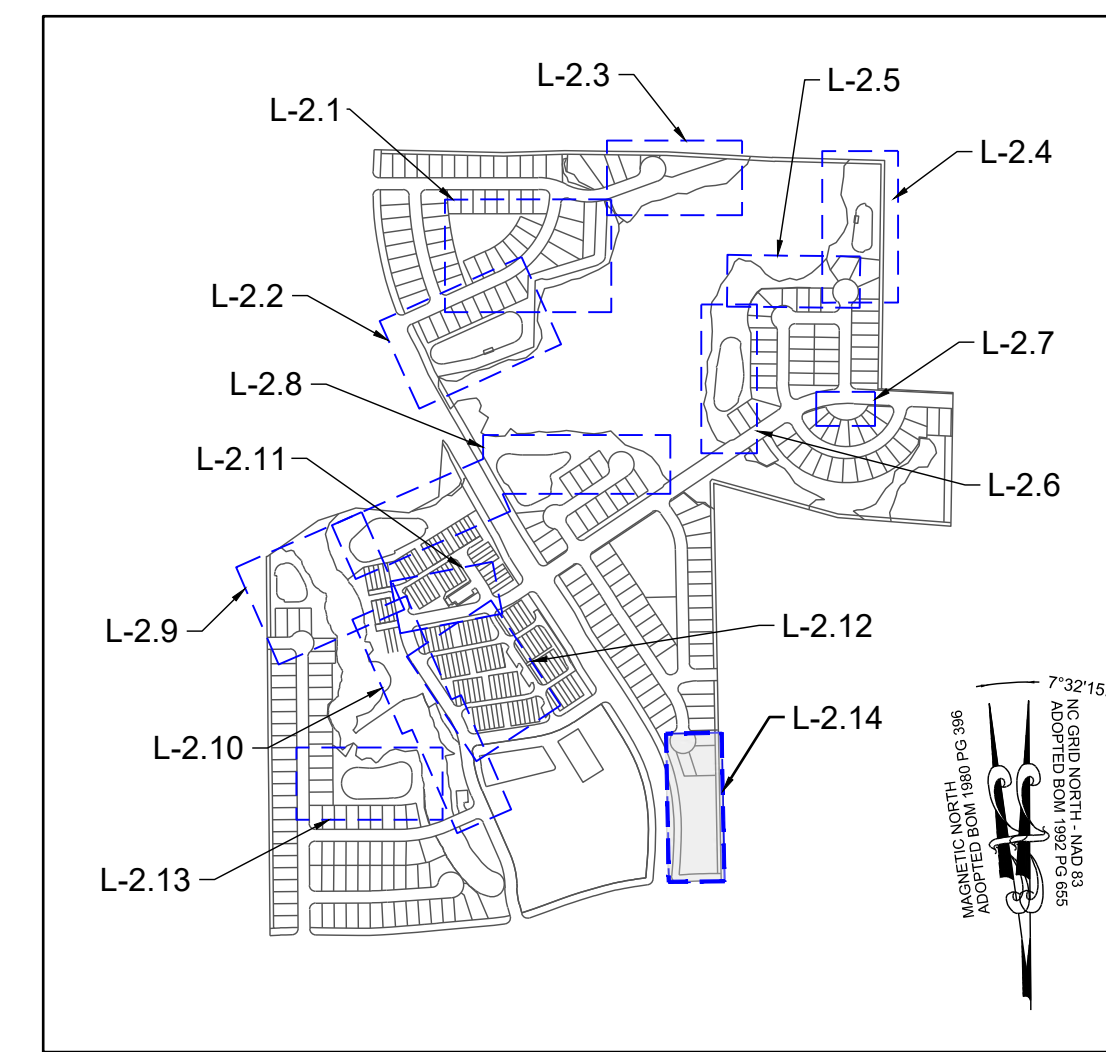 L-2.3
L-2.5
L-2.1
L-2.4
L-2.2
L-2.7
L-2.8
L-2.11
L-2.6
L-2.9
L-2.12
L-2.14
L-2.10
L-2.13
7°32'15
NC GRID NORTH - NAD 83
ADOPTED BOM 1992 PG 655
MAGNETIC NORTH
ADOPTED BOM 1980 PG 396